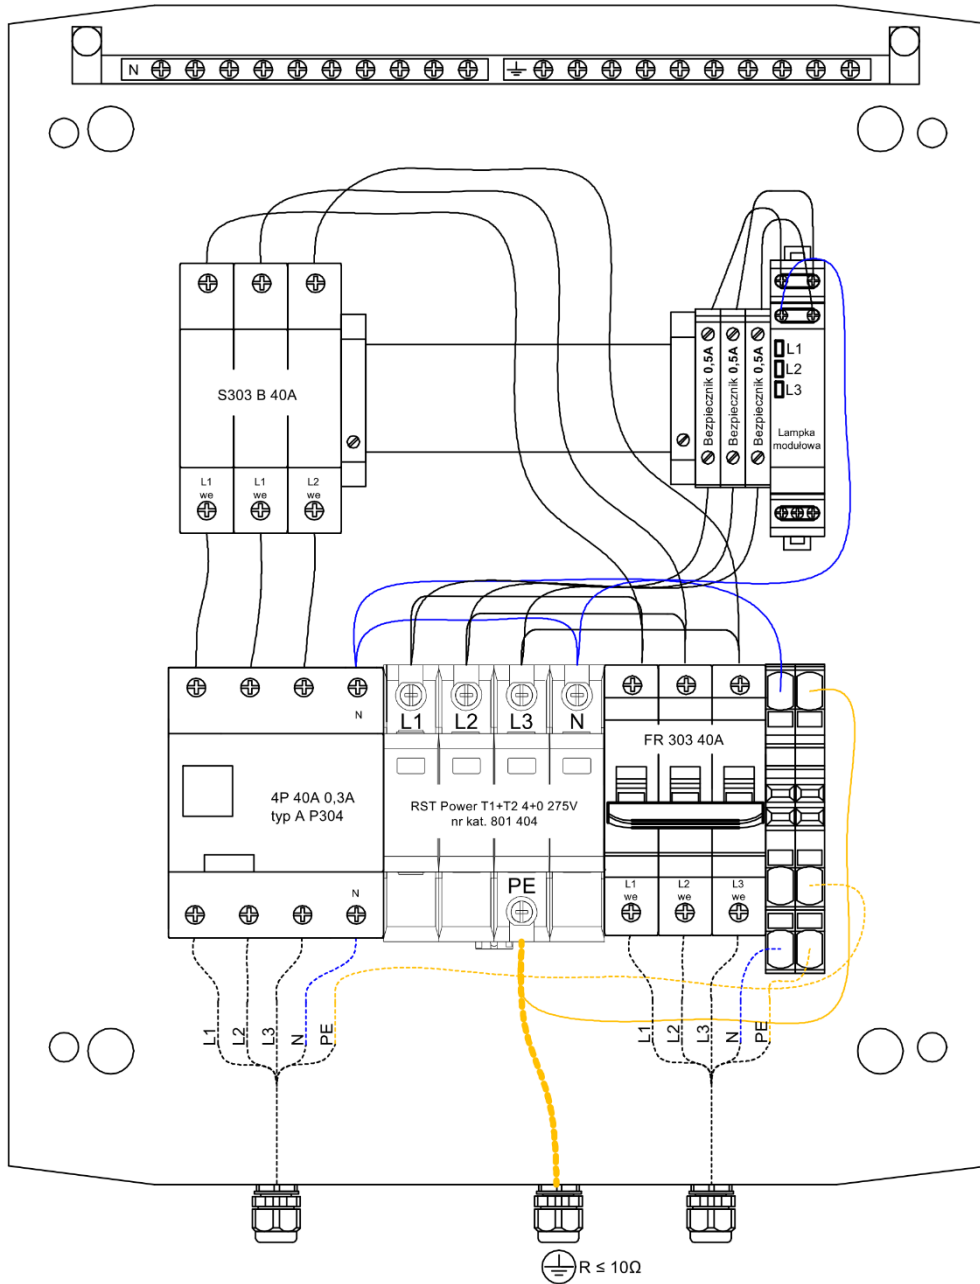 N
S303 B 40A
L1
we
L1
we
L2
we
Bezpiecznik 0,5A
Bezpiecznik 0,5A
Bezpiecznik 0,5A
L1
L2
L3
Lampka
modułowa
N
4P 40A 0,3A
typ A P304
N
L1
L2
L3
N
RST Power T1+T2 4+0 275V
nr kat. 801 404
PE
FR 303 40A
L1
we
L2
we
L3
we
L1
L2
L3
N
PE
L1
L2
L3
N
PE
R ≤ 10Ω